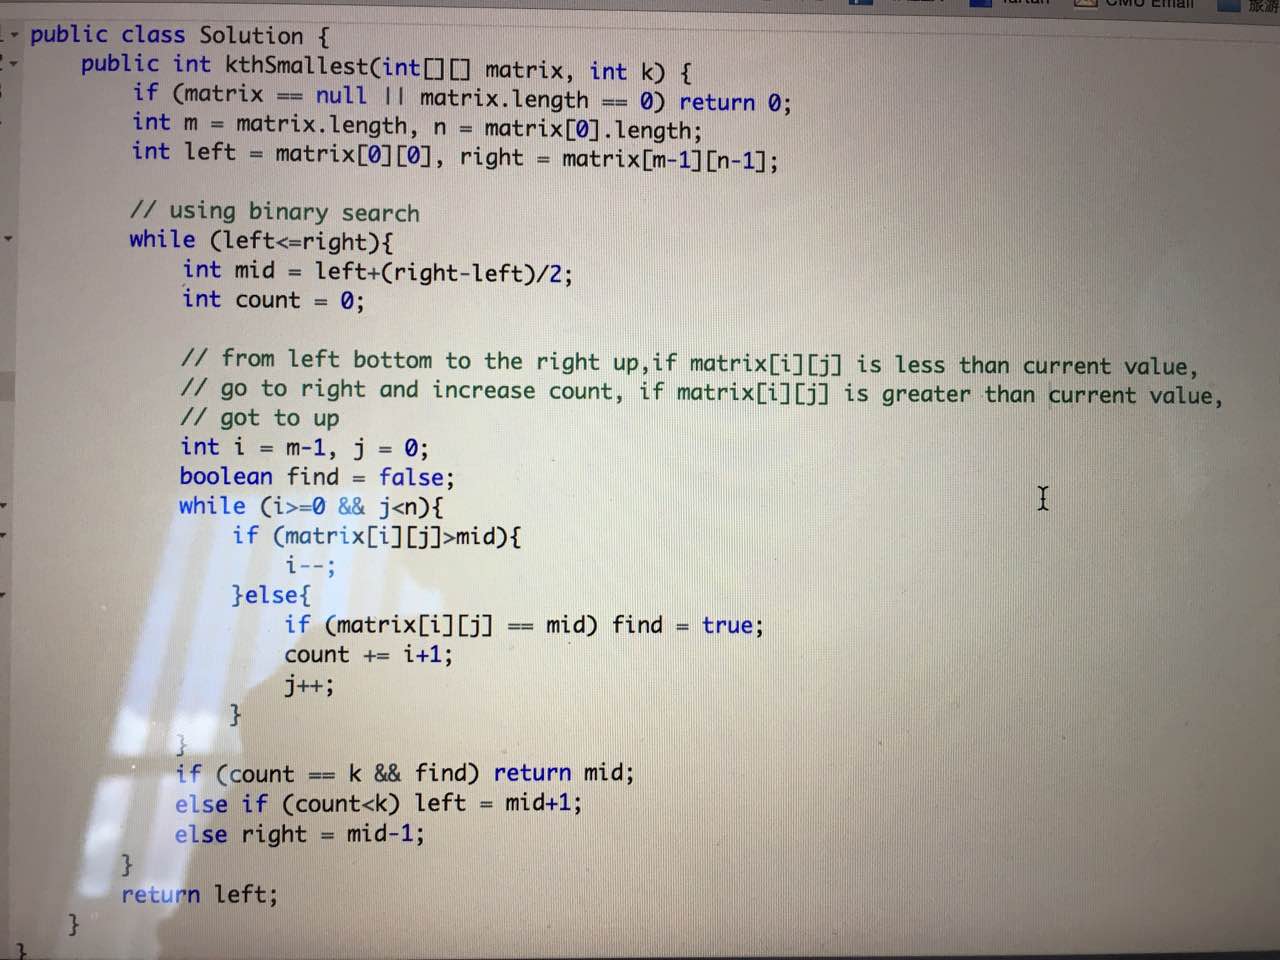 CMU Email
旅游
public class Solution {
public int kthSmallest(int[][] matrix, int k) {
if (matrix == null || matrix.length == 0) return 0;
int m = matrix.length, n = matrix[0].length;
int left = matrix[0][0], right = matrix[m-1][n-1];
// using binary search
while (left<=right){
int mid = left+(right-left)/2;
int count = 0;
// from left bottom to the right up,if matrix[i][j] is less than current value,
// go to right and increase count, if matrix[i][j] is greater than current value,
// got to up
int i = m-1, j = 0;
boolean find = false;
while (i>=0 && j<n){
if (matrix[i][j]>mid){
i--;
}else{
if (matrix[i][j] == mid) find = true;
count += i+1;
j++;
}
}
if (count == k && find) return mid;
else if (count<k) left = mid+1;
else right = mid-1;
}
return left;
}
}